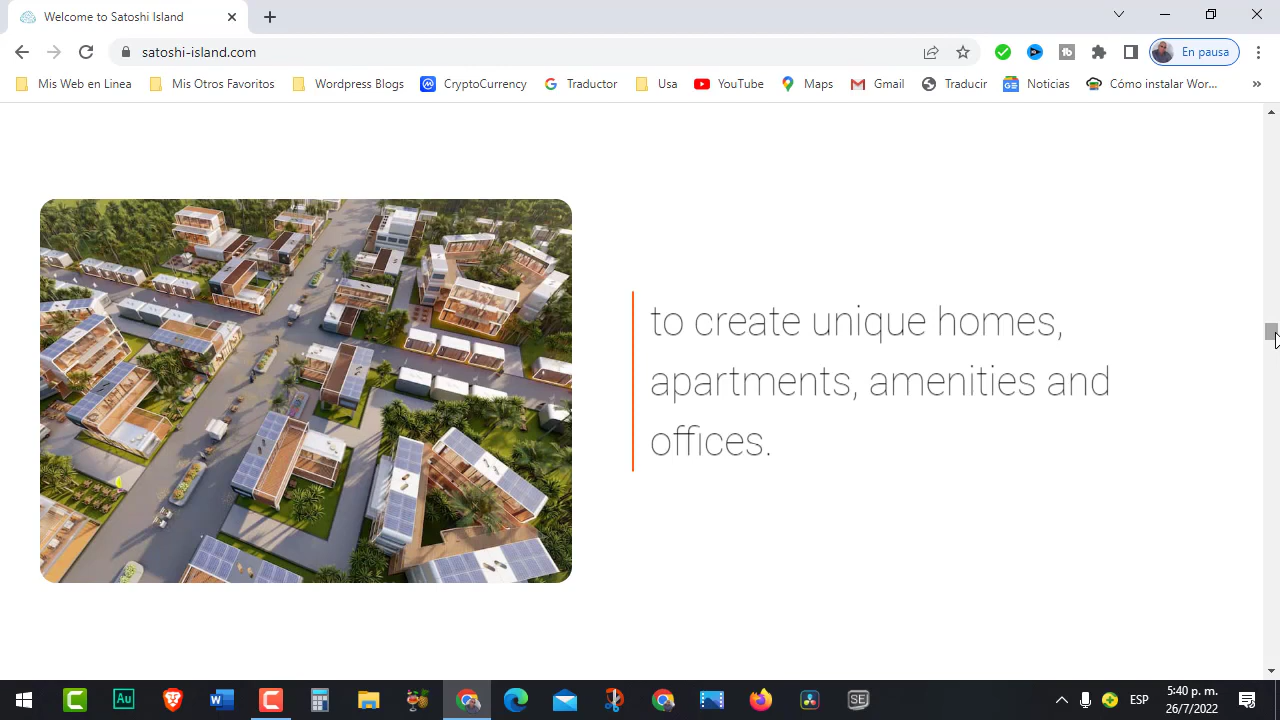 Welcome to Satoshi Island
satoshi-island.com
En pausa
Mis Web en Linea
Mis Otros Favoritos
Wordpress Blogs
CryptoCurrency
Traductor
Usa
YouTube
Maps
Gmail
Traducir
Noticias
Cómo instalar Wor...
to create unique homes,
apartments, amenities and
offices.
C
Au
W
C
SE
ESP
5:40 p. m.
26/7/2022